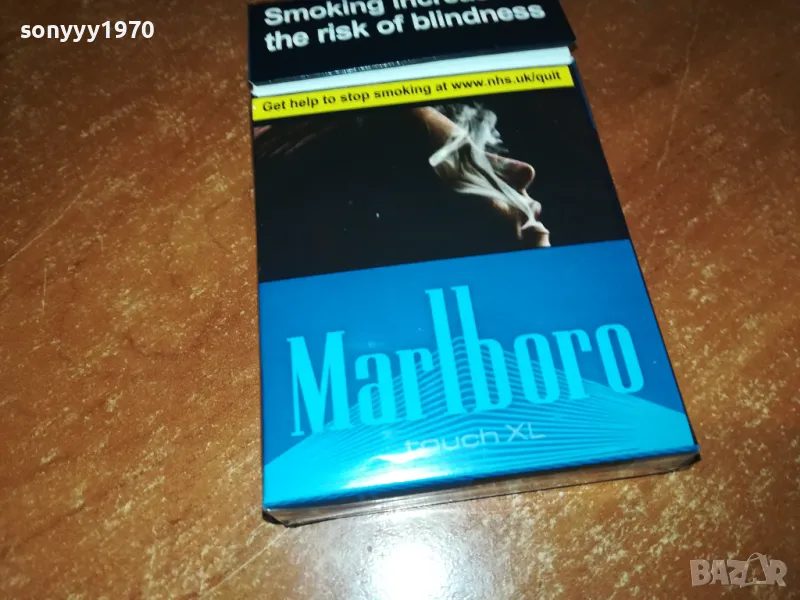 sonyyy1970
Smoking increases
the risk of blindness
Get help to stop smoking at www.nhs.uk/quit
Marlboro
touch XL
BAZAR